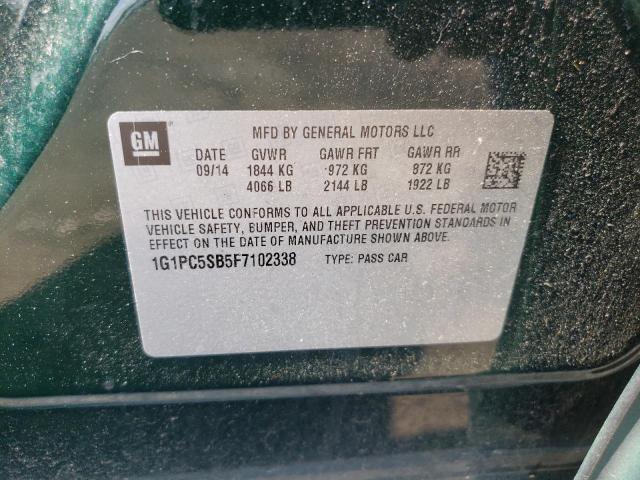 GM
MFD BY GENERAL MOTORS LLC
DATE GVWR GAWR FRT GAWR RR
09/14 1844 KG 972 KG 872 KG
4066 LB 2144 LB 1922 LB
THIS VEHICLE CONFORMS TO ALL APPLICABLE U.S. FEDERAL MOTOR
VEHICLE SAFETY, BUMPER, AND THEFT PREVENTION STANDARDS IN
EFFECT ON THE DATE OF MANUFACTURE SHOWN ABOVE.
1G1PC5SB5F7102338 TYPE: PASS CAR